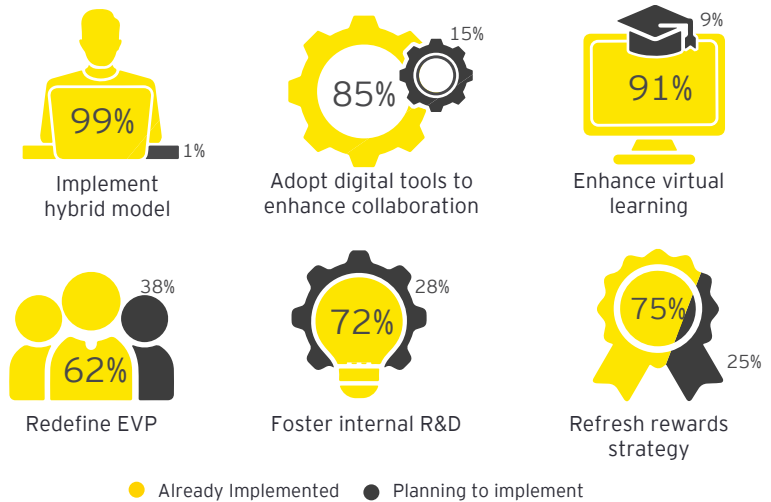 99%
1%
Implement
hybrid model
85%
15%
Adopt digital tools to
enhance collaboration
91%
9%
Enhance virtual
learning
62%
38%
Redefine EVP
72%
28%
Foster internal R&D
75%
25%
Refresh rewards
strategy
Already Implemented
Planning to implement